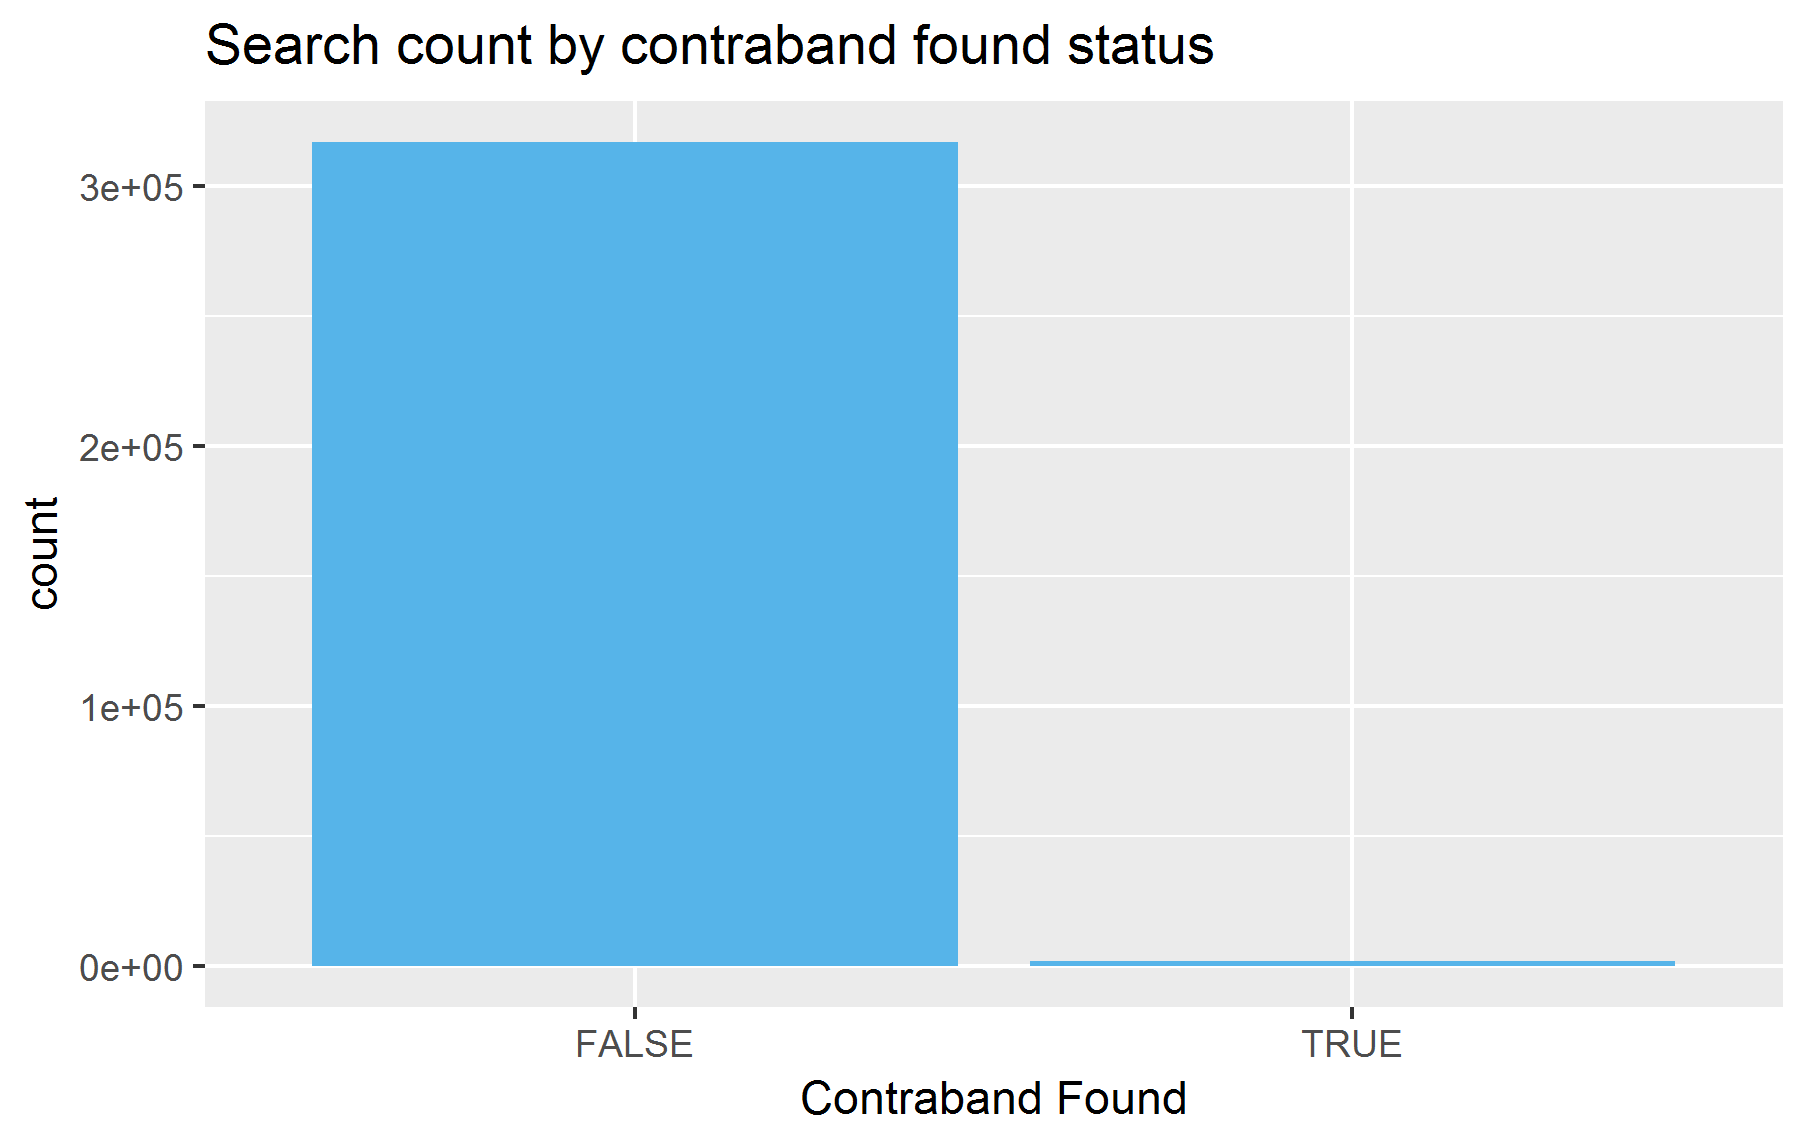 Search count by contraband found status
3e+05
2e+05
1e+05
0e+00
count
FALSE
TRUE
Contraband Found